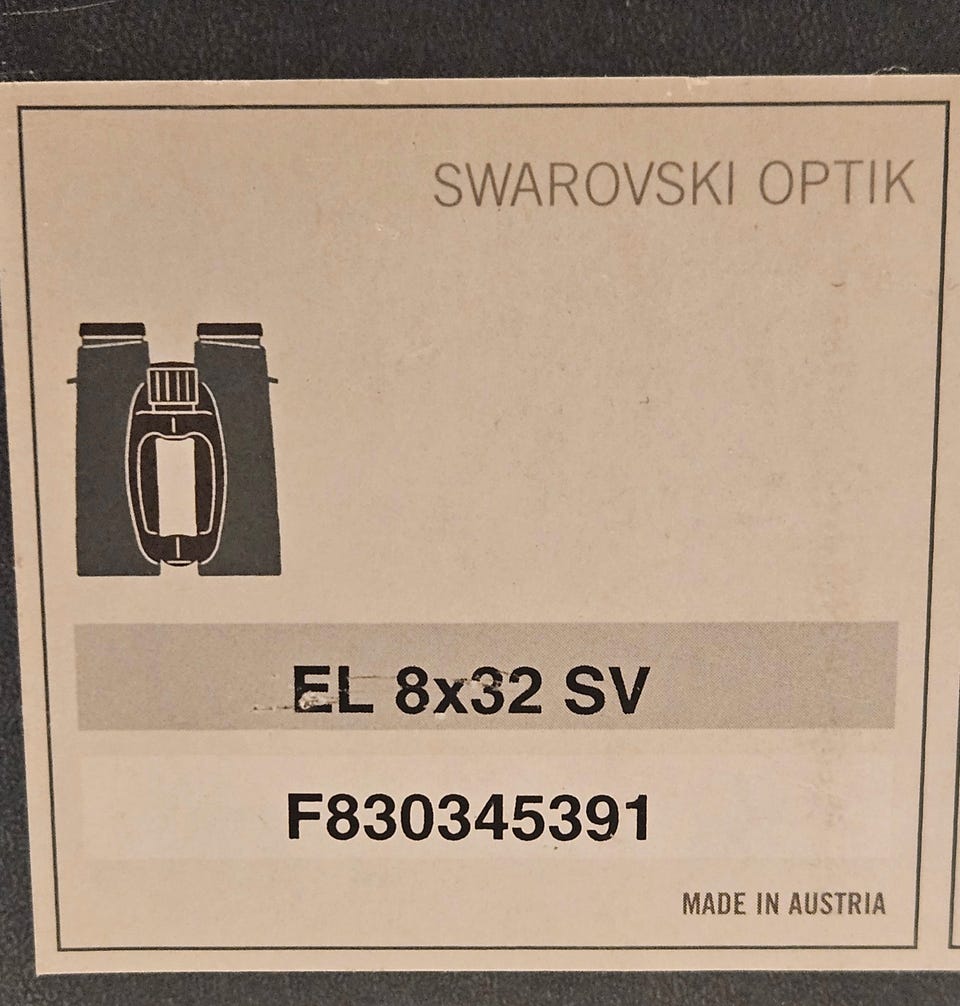 SWAROVSKI OPTIK
EL 8x32 SV
F830345391
MADE IN AUSTRIA